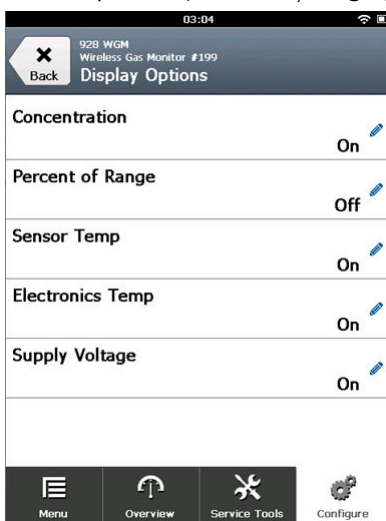 03:04
928 WGM
Wireless Gas Monitor #199
Back
Display Options
Concentration
On
Percent of Range
Off
Sensor Temp
On
Electronics Temp
On
Supply Voltage
On
Menu
Overview
Service Tools
Configure